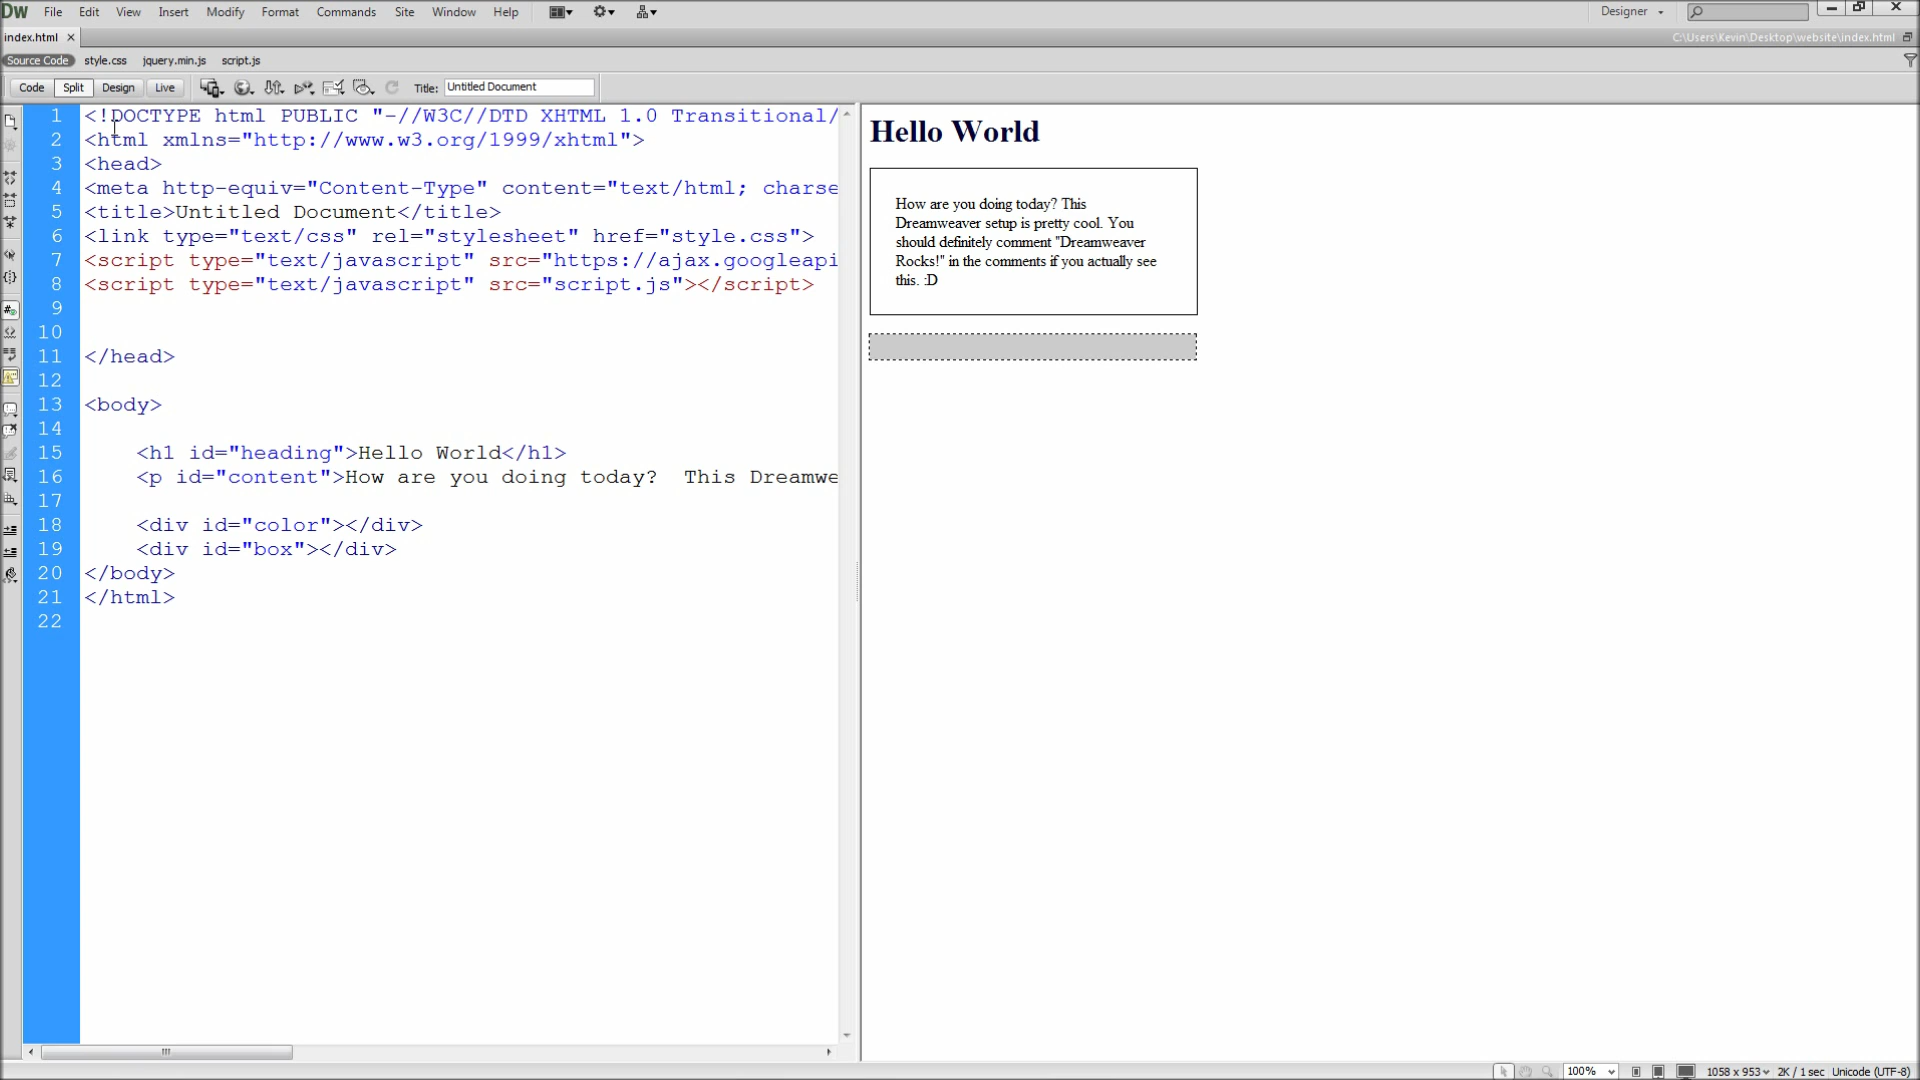 DW File Edit View Insert Modify Format Commands Site Window Help Designer
index.html × C:\Users\Kevin\Desktop\website\index.html
Source Code style.css jquery.min.js script.js
Code Split Design Live Title: Untitled Document
1 <!DOCTYPE html PUBLIC "-//W3C//DTD XHTML 1.0 Transitional/
2 <html xmlns="http://www.w3.org/1999/xhtml">
3 <head>
4 <meta http-equiv="Content-Type" content="text/html; charse
5 <title>Untitled Document</title>
6 <link type="text/css" rel="stylesheet" href="style.css">
7 <script type="text/javascript" src="https://ajax.googleapi
8 <script type="text/javascript" src="script.js"></script>
9
10
11 </head>
12
13 <body>
14
15 <h1 id="heading">Hello World</h1>
16 <p id="content">How are you doing today?  This Dreamwe
17
18 <div id="color"></div>
19 <div id="box"></div>
20 </body>
21 </html>
22
Hello World
How are you doing today? This
Dreamweaver setup is pretty cool. You
should definitely comment "Dreamweaver
Rocks!" in the comments if you actually see
this. :D
100% 1058 x 953 2K / 1 sec Unicode (UTF-8)